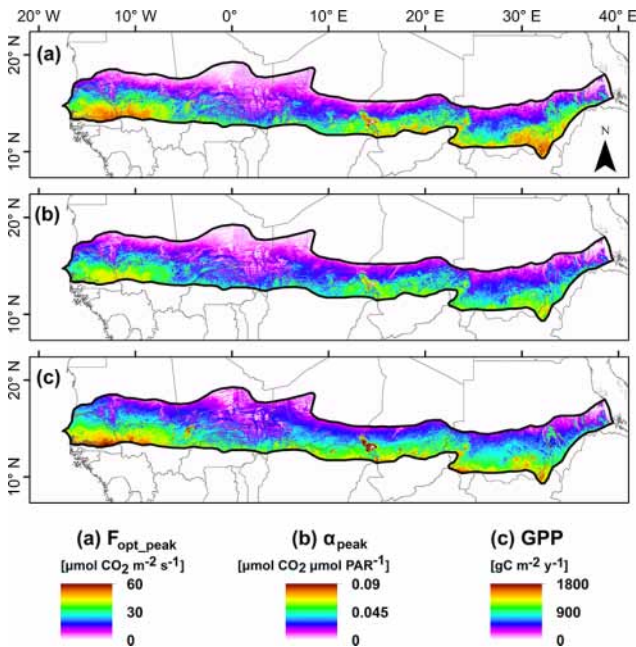 20° W 10° W 0° 10° E 20° E 30° E 40° E
(a)
20° N
10° N
N
(b)
20° N
10° N
(c)
20° N
10° N
(a) Fopt_peak (b) αpeak (c) GPP
[µmol CO2 m-2 s-1] [µmol CO2 µmol PAR-1] [gC m-2 y-1]
60 0.09 1800
30 0.045 900
0 0 0